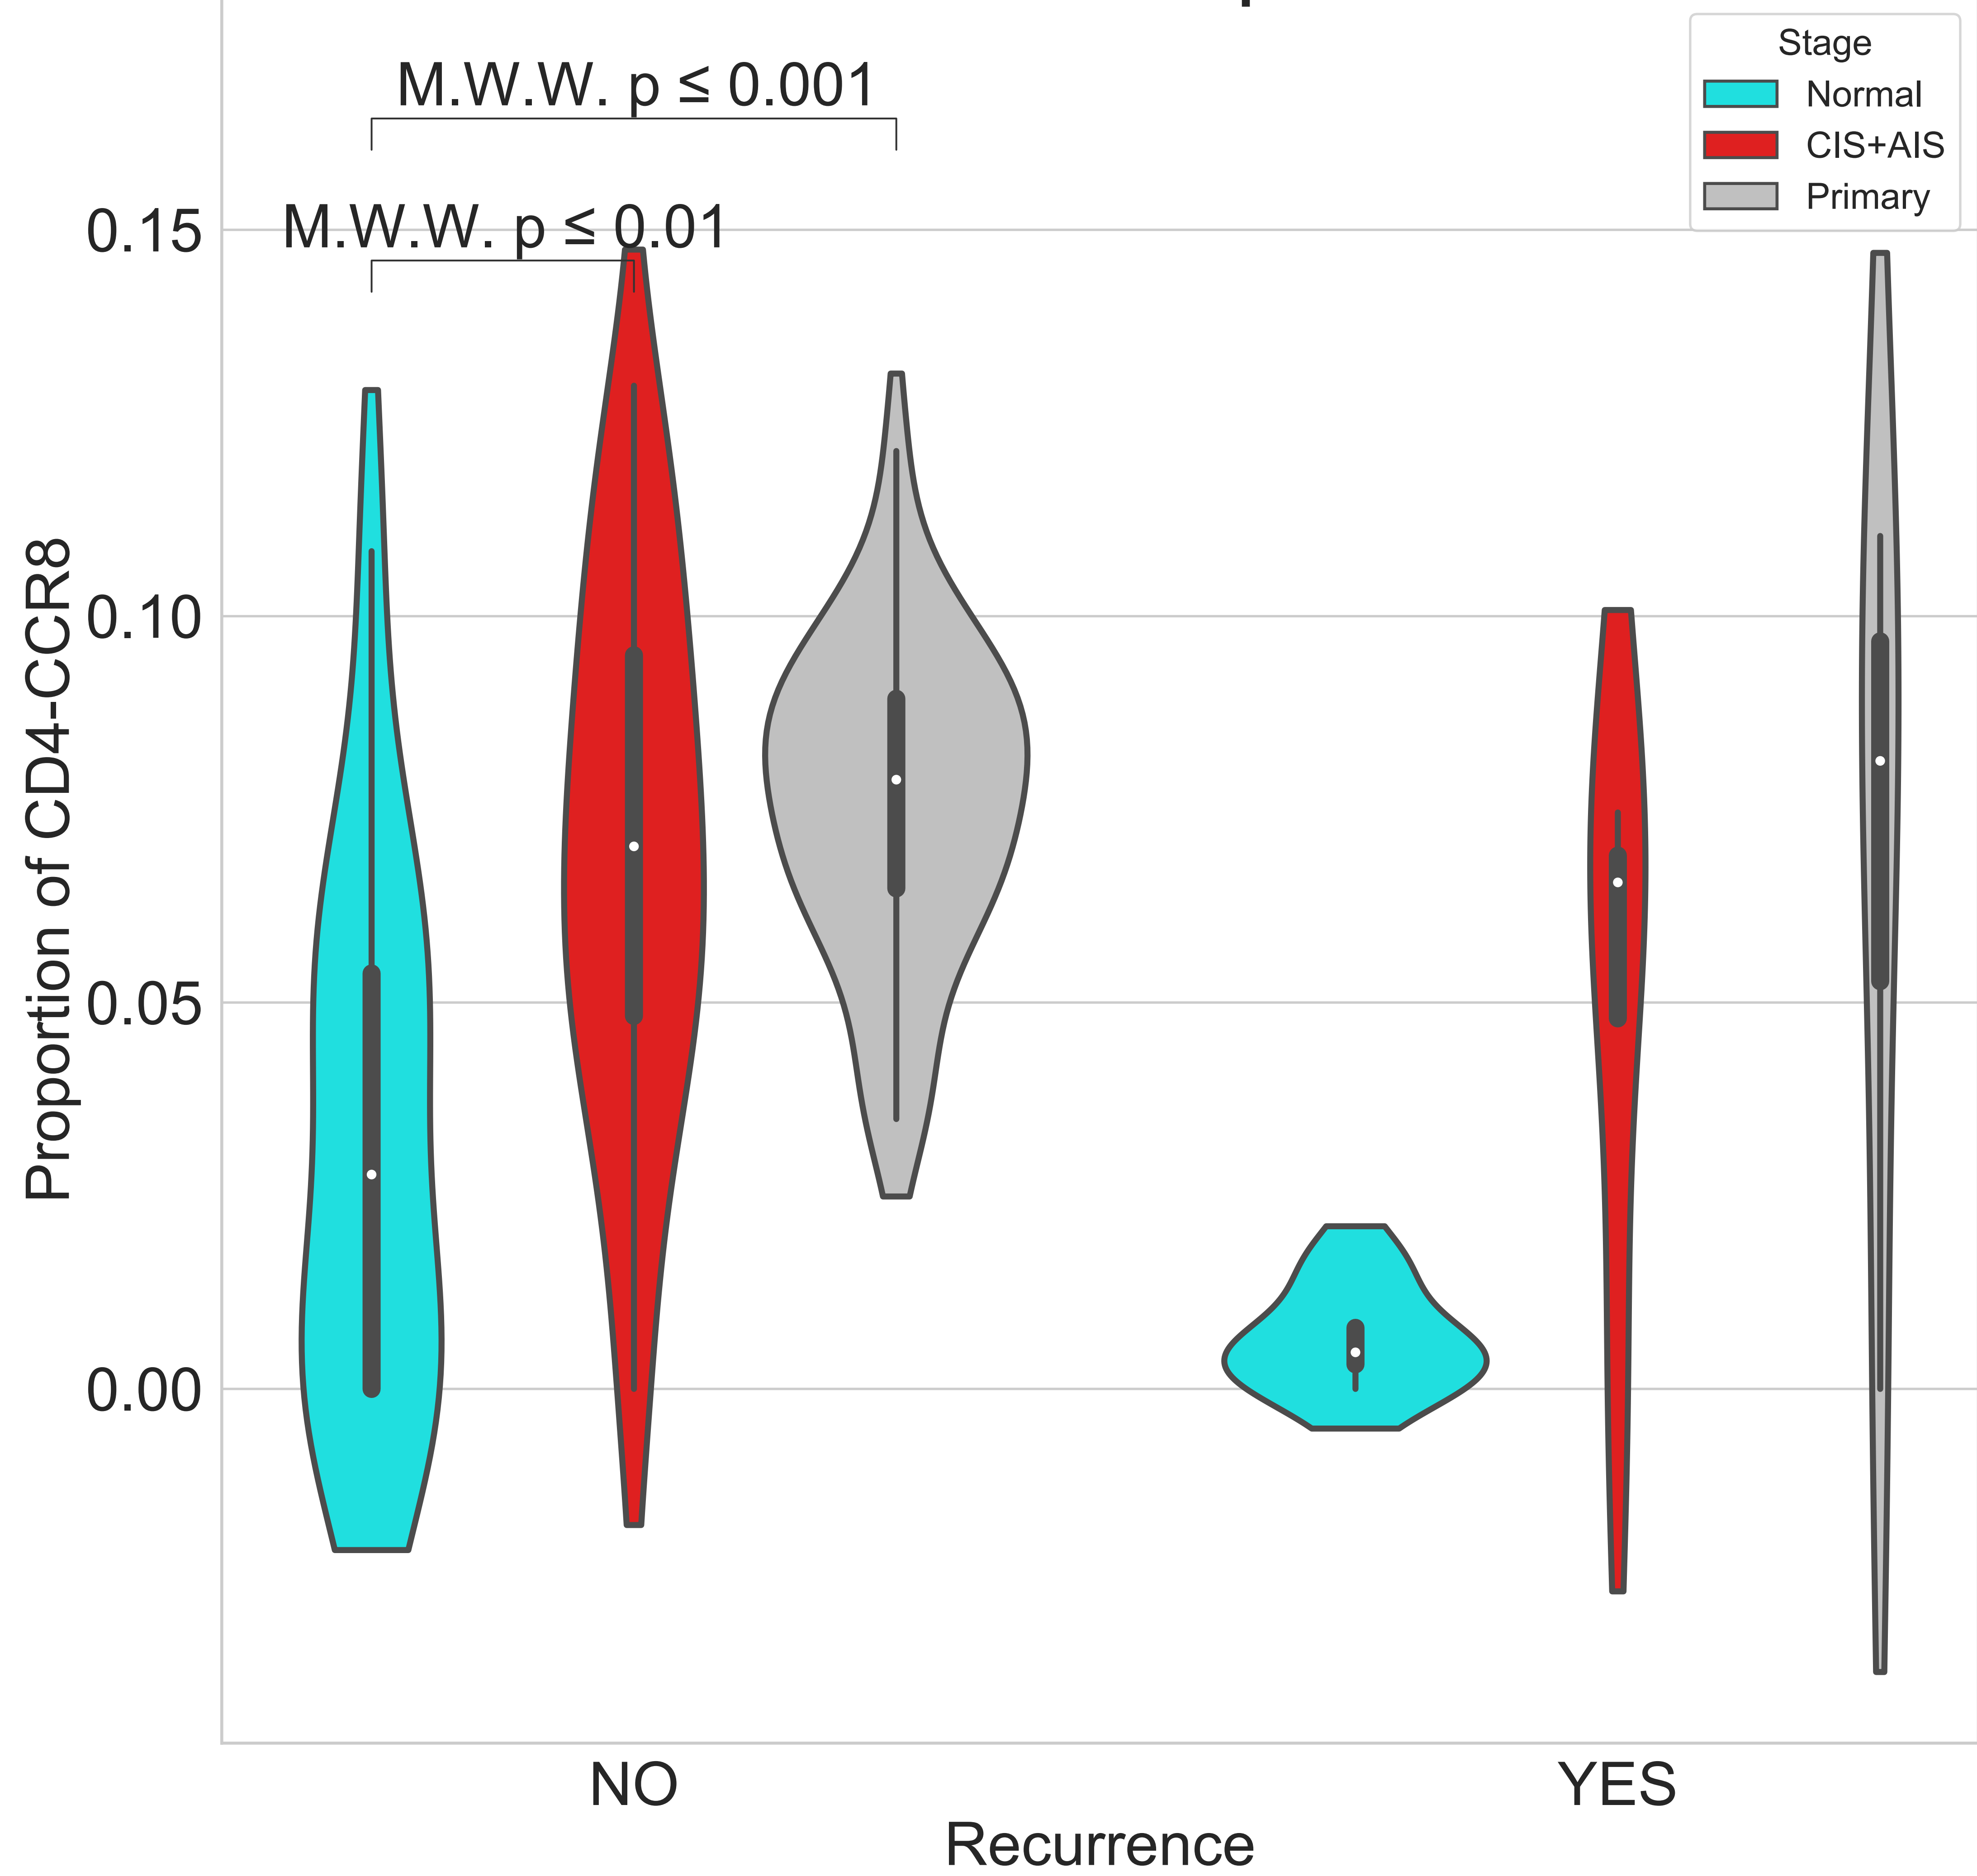 Stage
Normal
CIS+AIS
Primary
M.W.W. p ≤ 0.001
M.W.W. p ≤ 0.01
Proportion of CD4-CCR8
0.15
0.10
0.05
0.00
NO
YES
Recurrence